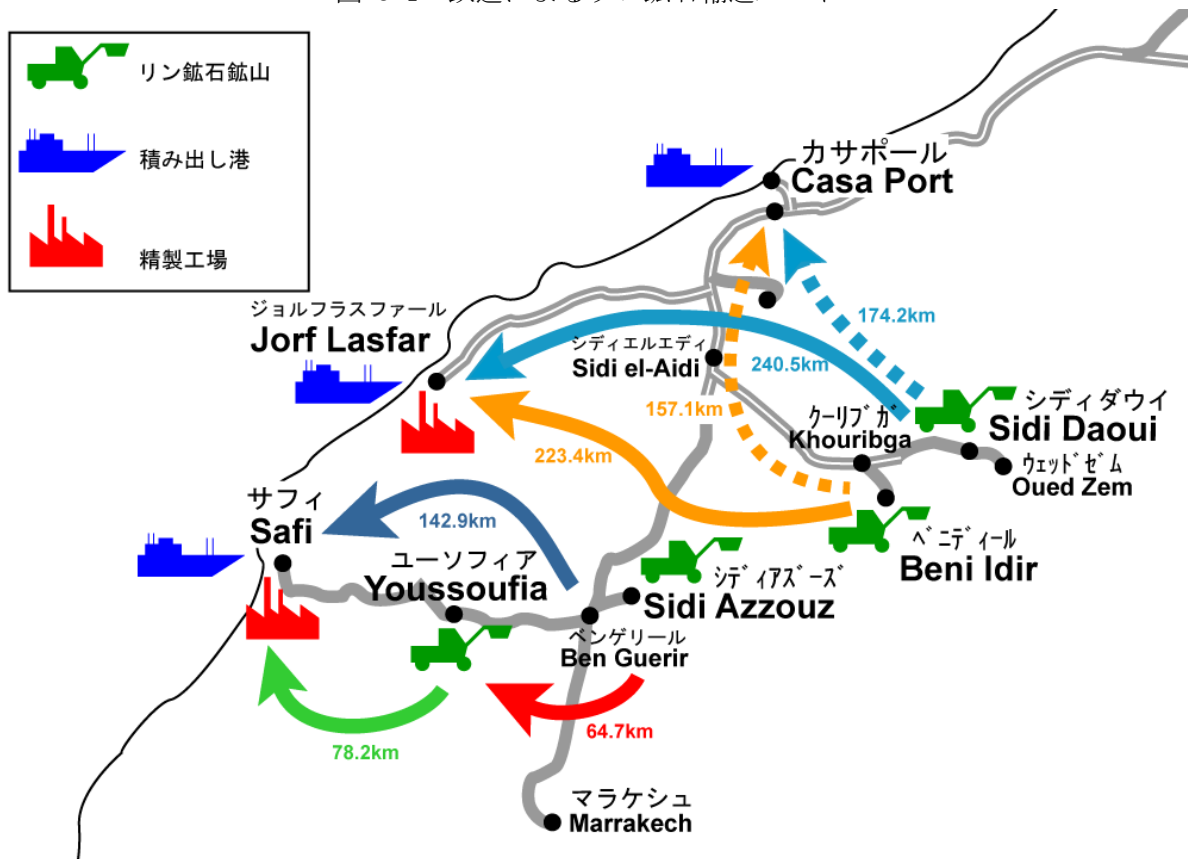 リン鉱石鉱山
積み出し港
精製工場
カサポール
Casa Port
ジョルフラスファール
Jorf Lasfar
174.2km
シディエルエディ
Sidi el-Aidi
240.5km
シディダウイ
Sidi Daoui
157.1km
クーリブガ
Khouribga
223.4km
ウェッドゼム
Oued Zem
サフィ
Safi
142.9km
ベニディール
Beni Idir
ユーソフィア
Youssoufia
シディアズーズ
Sidi Azzouz
ベンゲリール
Ben Guerir
64.7km
78.2km
マラケシュ
Marrakech